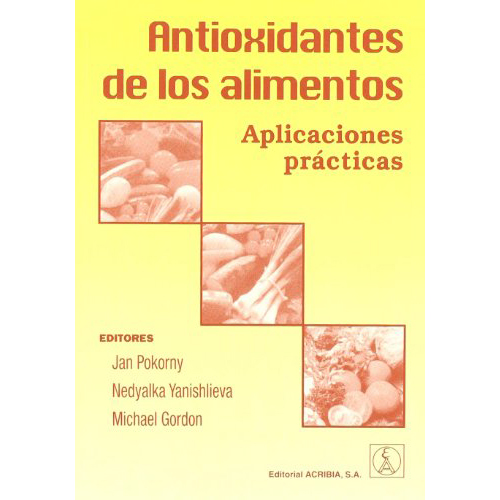 Antioxidantes
de los alimentos
Aplicaciones
prácticas
EDITORES
Jan Pokorny
Nedyalka Yanishlieva
Michael Gordon
Editorial ACRIBIA, S.A.